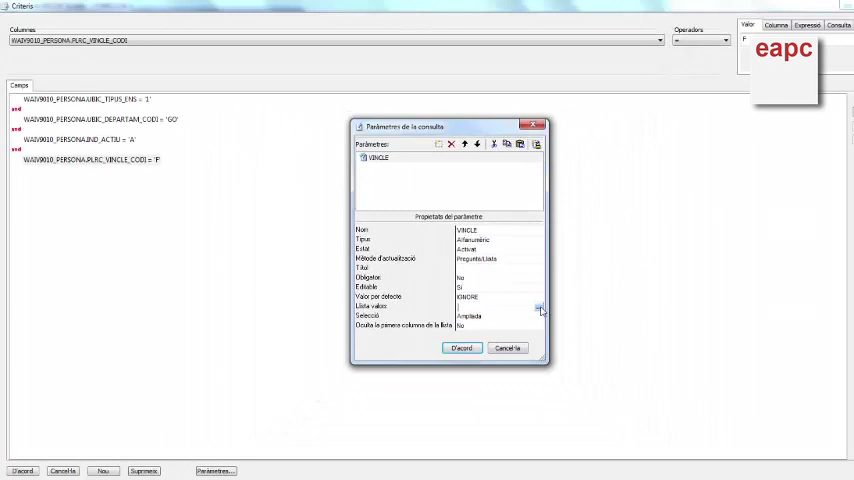 Criteris
Columnes
WAIV9010_PERSONA.PLRC_VINCLE_CODI
Operadors
=
Valor
Columna
Expressió
Consulta
F
eapc
Camps
WAIV9010_PERSONA.UBIC_TIPUS_ENS = '1'
and
WAIV9010_PERSONA.UBIC_DEPARTAM_CODI = 'GO'
and
WAIV9010_PERSONA.IND_ACTIU = 'A'
and
WAIV9010_PERSONA.PLRC_VINCLE_CODI = 'F'
Paràmetres de la consulta
Paràmetres:
VINCLE
Propietats del paràmetre
Nom VINCLE
Tipus Alfanumèric
Estat Activat
Mètode d'actualització Pregunta/Llista
Títol
Obligatori No
Editable Sí
Valor per defecte IGNORE
Llista valors
Selecció Ampliada
Oculta la primera columna de la llista No
D'acord Cancel·la
D'acord Cancel·la Nou Suprimeix Paràmetres...